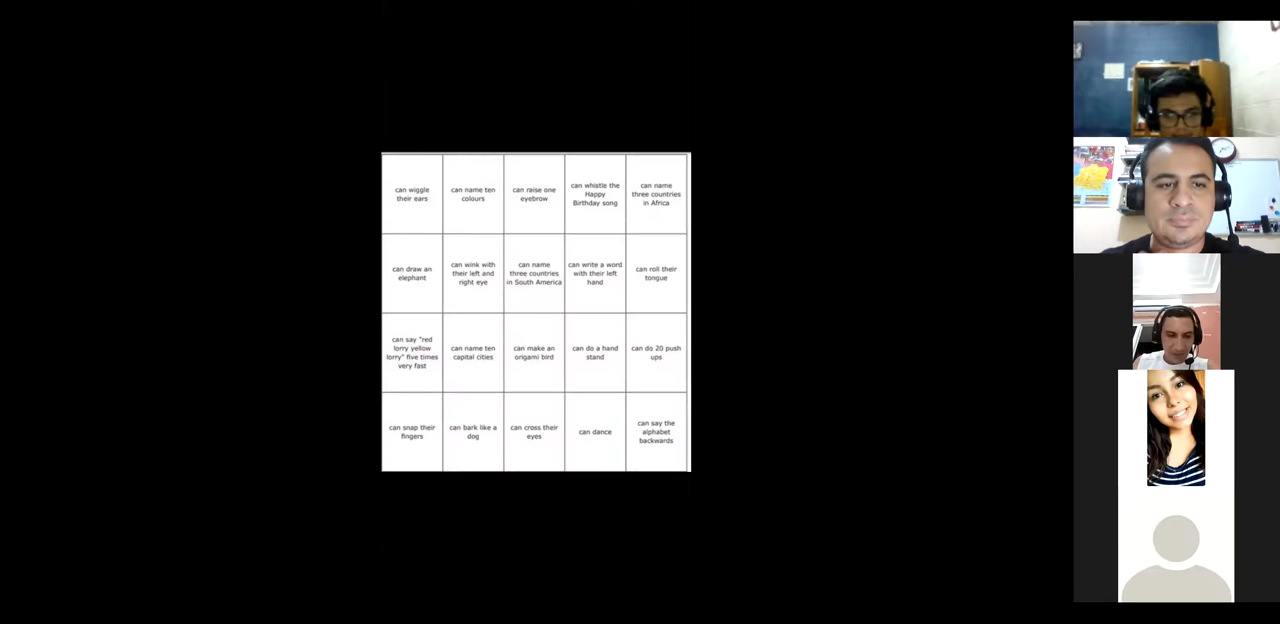 can wiggle
their ears
can name ten
colours
can raise one
eyebrow
can whistle the
Happy
Birthday song
can name
three countries
in Africa
can draw an
elephant
can wink with
their left and
right eye
can name
three countries
in South America
can write a word
with their left
hand
can roll their
tongue
can say "red
lorry yellow
lorry" five times
very fast
can name ten
capital cities
can make an
origami bird
can do a hand
stand
can do 20 push
ups
can snap their
fingers
can bark like a
dog
can cross their
eyes
can dance
can say the
alphabet
backwards